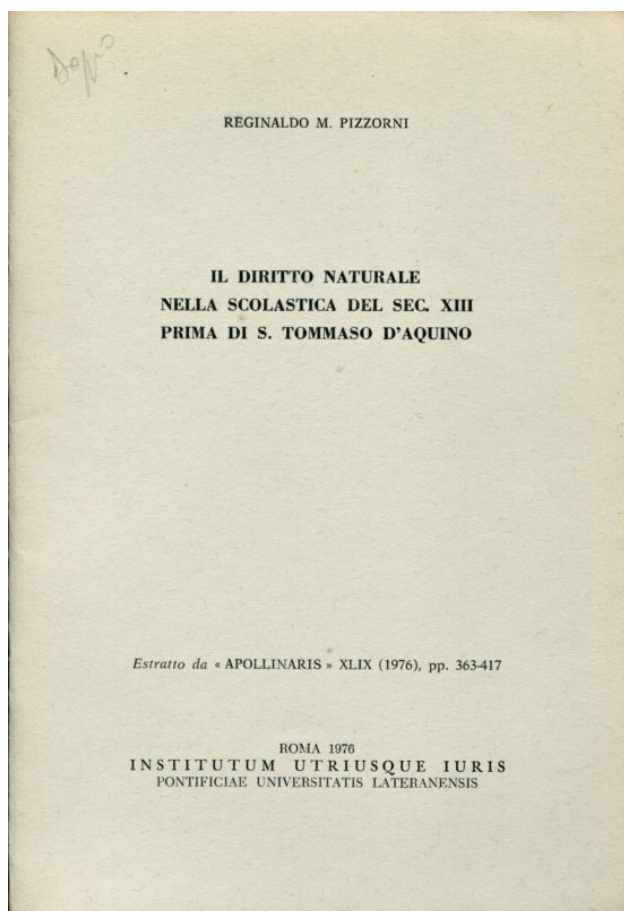 REGINALDO M. PIZZORNI
IL DIRITTO NATURALE
NELLA SCOLASTICA DEL SEC. XIII
PRIMA DI S. TOMMASO D'AQUINO
Estratto da « APOLLINARIS » XLIX (1976), pp. 363-417
ROMA 1976
INSTITUTUM UTRIUSQUE IURIS
PONTIFICIAE UNIVERSITATIS LATERANENSIS